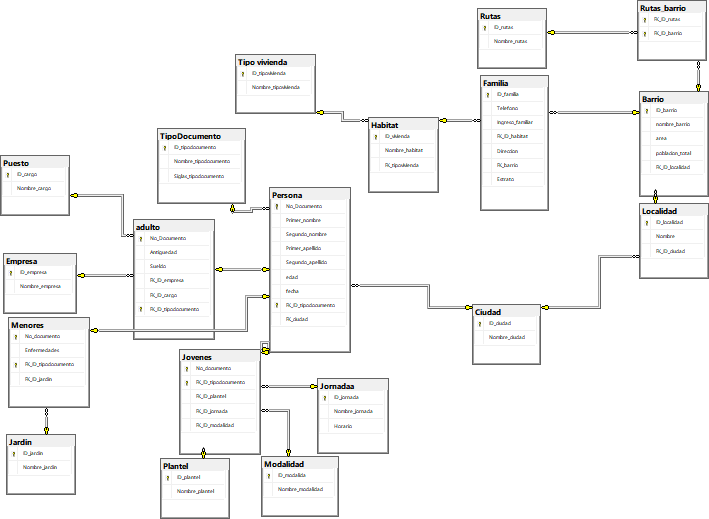 Rutas
ID_rutas
Nombre_rutas
Rutas_barrio
FK_ID_rutas
FK_ID_barrio
Tipo vivienda
ID_tipovivienda
Nombre_tipovivienda
Familia
ID_familia
Telefono
Ingreso_familiar
FK_ID_habitat
Direccion
FK_barrio
Estrato
Barrio
ID_barrio
nombre_barrio
area
poblacion_total
FK_ID_localidad
Habitat
ID_vivienda
Nombre_habitat
FK_tipovivienda
TipoDocumento
ID_tipodocumento
Nombre_tipodocumento
Siglas_tipodocumento
Puesto
ID_cargo
Nombre_cargo
Persona
No_Documento
Primer_nombre
Segundo_nombre
Primer_apellido
Segundo_apellido
edad
fecha
FK_ID_tipodocumento
FK_ciudad
adulto
No_Documento
Antiguedad
Sueldo
FK_ID_empresa
FK_ID_cargo
FK_ID_tipodocumento
Localidad
ID_localidad
Nombre
FK_ID_ciudad
Empresa
ID_empresa
Nombre_empresa
Ciudad
ID_ciudad
Nombre_ciudad
Menores
No_documento
Enfermedades
FK_ID_tipodocumento
FK_ID_jardin
Jovenes
No_documento
FK_ID_tipodocumento
FK_ID_plantel
FK_ID_jornada
FK_ID_modalidad
Jornadaa
ID_jornada
Nombre_jornada
Horario
Jardin
ID_jardin
Nombre_jardin
Plantel
ID_plantel
Nombre_plantel
Modalidad
ID_modalida
Nombre_modalidad